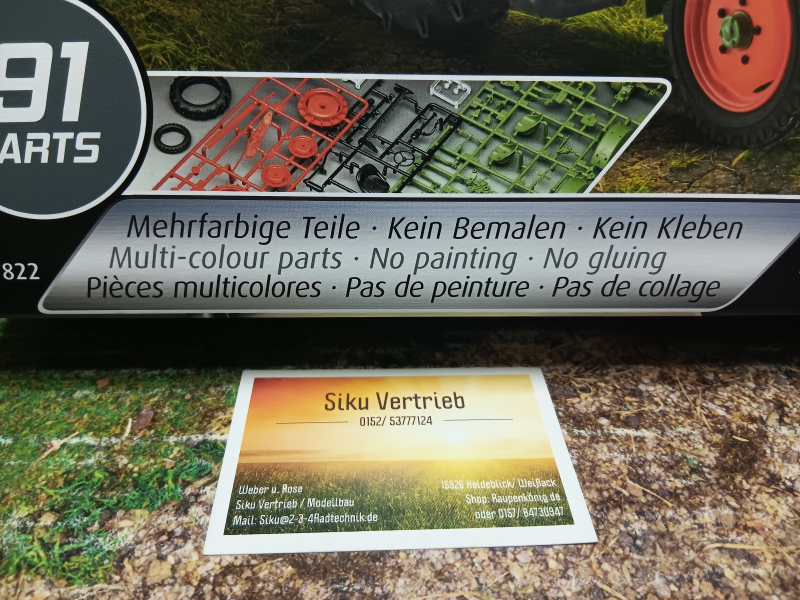 91
PARTS
822
Mehrfarbige Teile · Kein Bemalen · Kein Kleben
Multi-colour parts · No painting · No gluing
Pièces multicolores · Pas de peinture · Pas de collage
Siku Vertrieb
0152/ 53777124
Weber u. Rose
Siku Vertrieb / Modellbau
Mail: Siku@2-3-4Radtechnik.de
15926 Heideblick/ Weißack
Shop: Raupenkönig.de
oder 0157/ 84730947